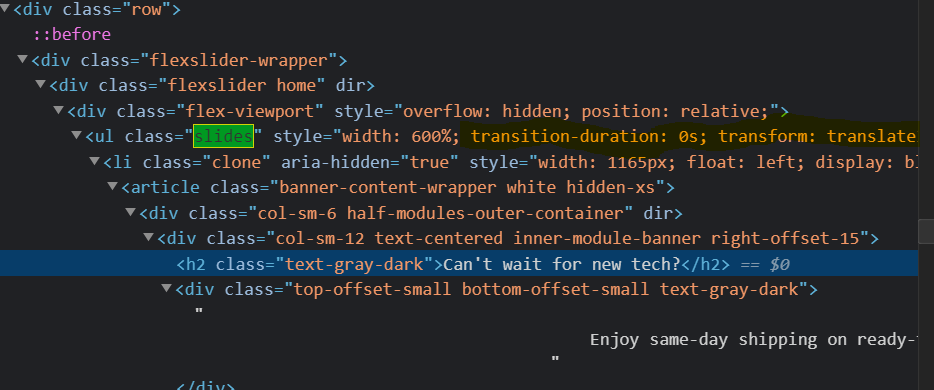 <div class="row">
::before
<div class="flexslider-wrapper">
<div class="flexslider home" dir>
<div class="flex-viewport" style="overflow: hidden; position: relative;">
<ul class="slides" style="width: 600%; transition-duration: 0s; transform: translate
<li class="clone" aria-hidden="true" style="width: 1165px; float: left; display: bl
<article class="banner-content-wrapper white hidden-xs">
<div class="col-sm-6 half-modules-outer-container" dir>
<div class="col-sm-12 text-centered inner-module-banner right-offset-15">
<h2 class="text-gray-dark">Can't wait for new tech?</h2> == $0
<div class="top-offset-small bottom-offset-small text-gray-dark">
"
Enjoy same-day shipping on ready-
"
</div>